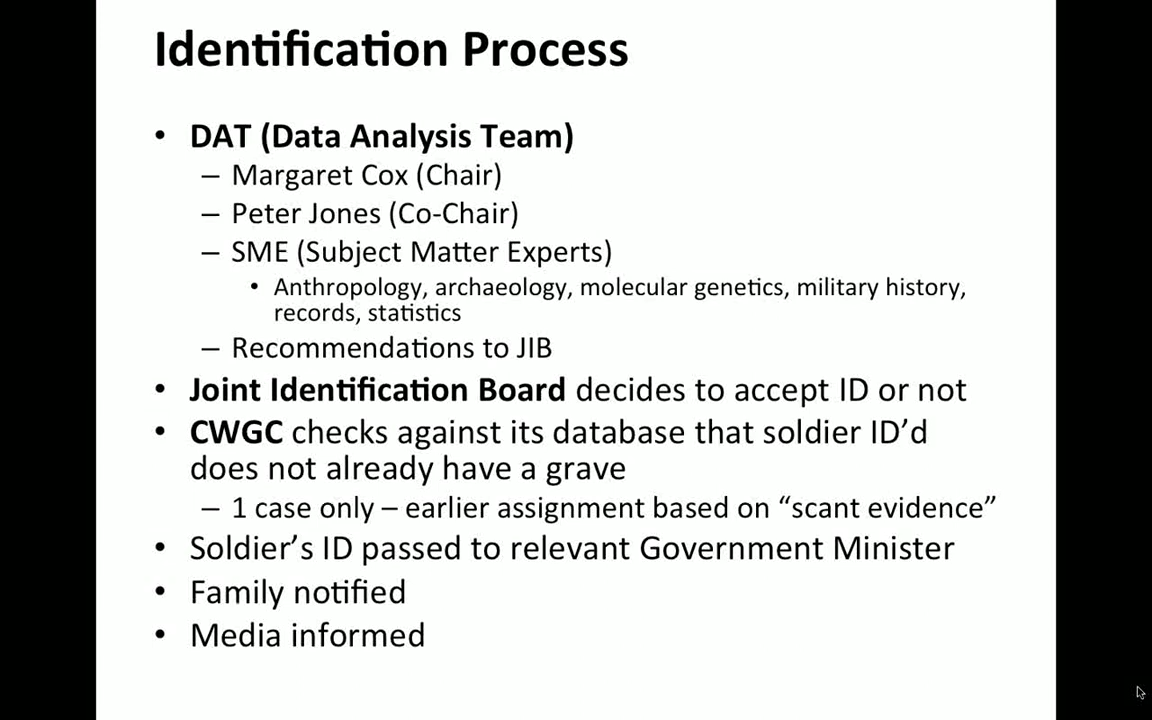 Identification Process
• DAT (Data Analysis Team)
– Margaret Cox (Chair)
– Peter Jones (Co-Chair)
– SME (Subject Matter Experts)
• Anthropology, archaeology, molecular genetics, military history,
records, statistics
– Recommendations to JIB
• Joint Identification Board decides to accept ID or not
• CWGC checks against its database that soldier ID’d
does not already have a grave
– 1 case only – earlier assignment based on “scant evidence”
• Soldier’s ID passed to relevant Government Minister
• Family notified
• Media informed